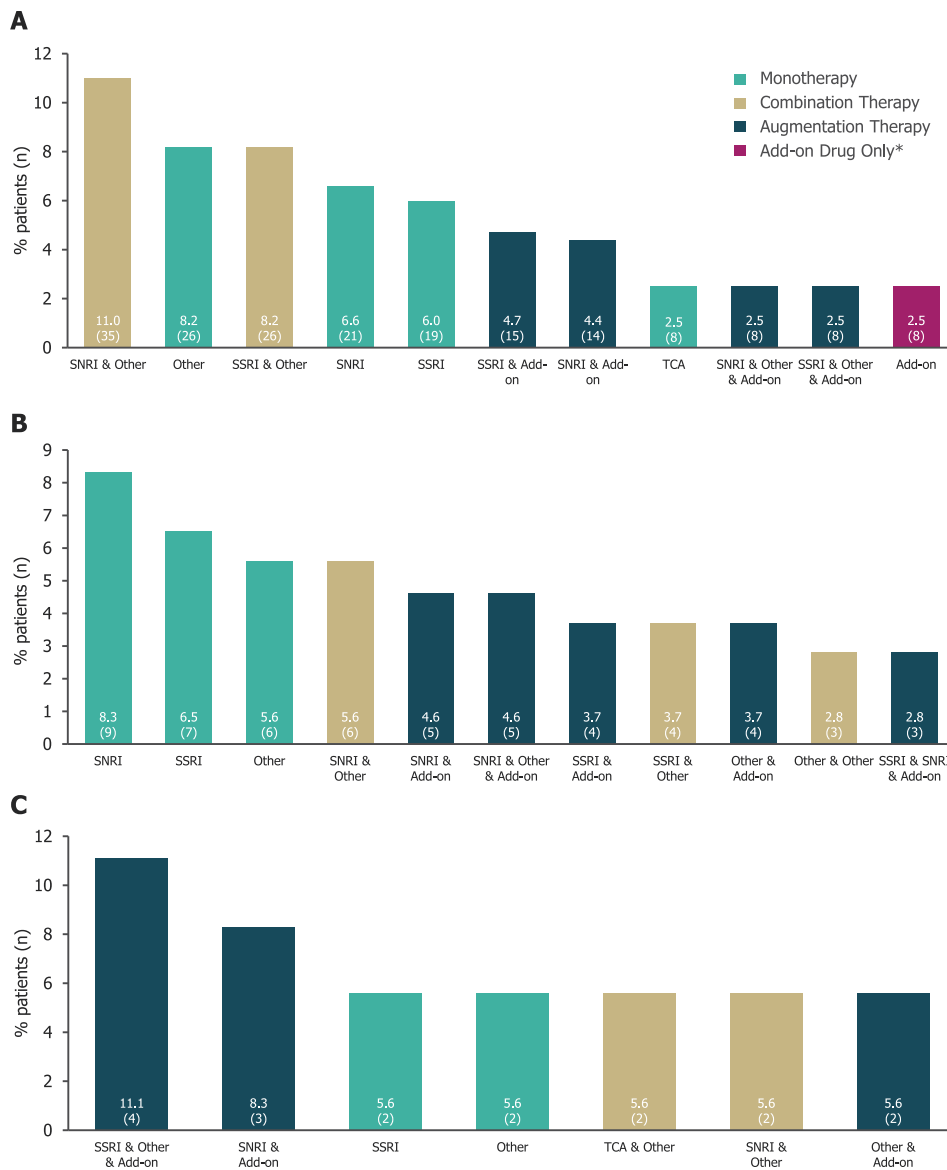 A
12
10
8
6
4
2
0
% patients (n)
Monotherapy
Combination Therapy
Augmentation Therapy
Add-on Drug Only*
11.0
(35)
8.2
(26)
8.2
(26)
6.6
(21)
6.0
(19)
4.7
(15)
4.4
(14)
2.5
(8)
2.5
(8)
2.5
(8)
2.5
(8)
SNRI & Other
Other
SSRI & Other
SNRI
SSRI
SSRI & Add-
on
SNRI & Add-
on
TCA
SNRI & Other
& Add-on
SSRI & Other
& Add-on
Add-on
B
9
8
7
6
5
4
3
2
1
0
% patients (n)
8.3
(9)
6.5
(7)
5.6
(6)
5.6
(6)
4.6
(5)
4.6
(5)
3.7
(4)
3.7
(4)
3.7
(4)
2.8
(3)
2.8
(3)
SNRI
SSRI
Other
SNRI &
Other
SNRI &
Add-on
SNRI & Other
& Add-on
SSRI &
Add-on
SSRI &
Other
Other &
Add-on
Other & Other
SSRI & SNRI
& Add-on
C
12
10
8
6
4
2
0
% patients (n)
11.1
(4)
8.3
(3)
5.6
(2)
5.6
(2)
5.6
(2)
5.6
(2)
5.6
(2)
SSRI & Other
& Add-on
SNRI &
Add-on
SSRI
Other
TCA & Other
SNRI &
Other
Other &
Add-on